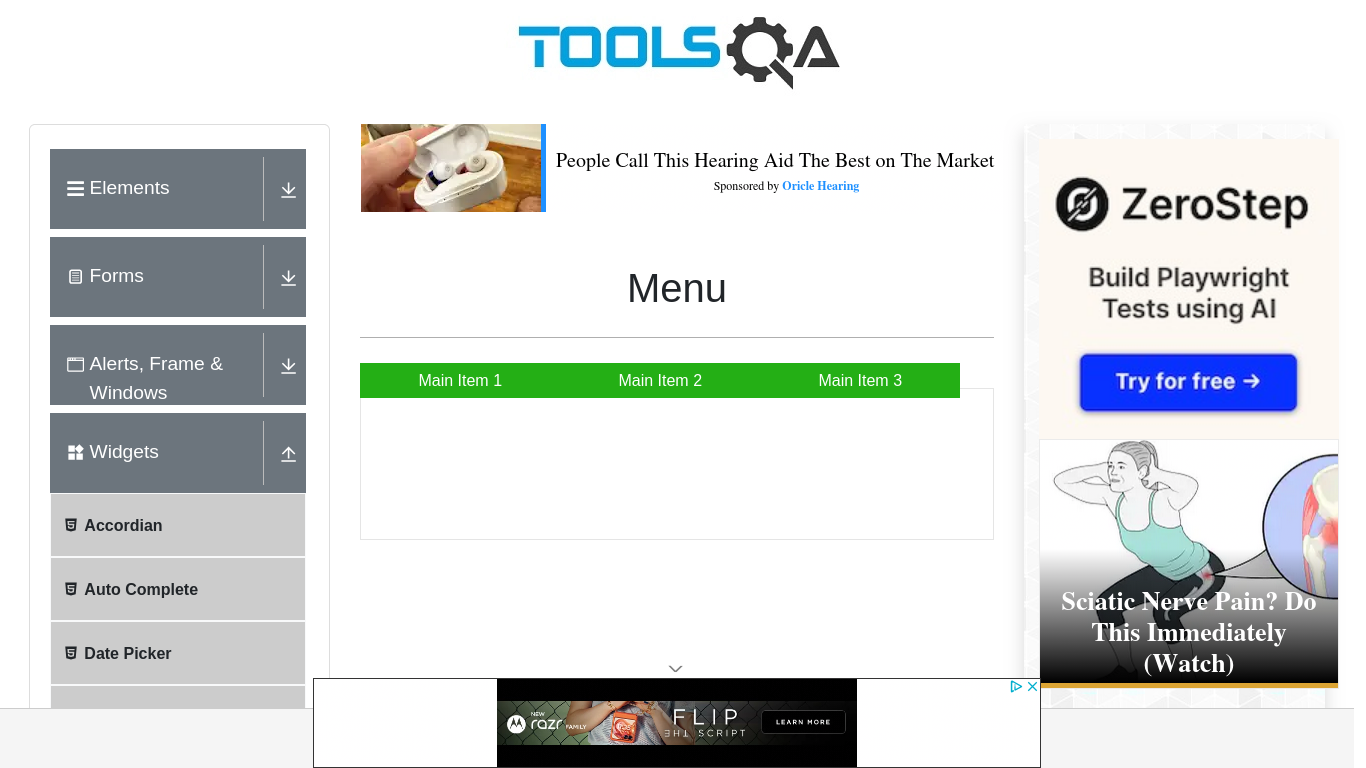 TOOLSQA
Elements
Forms
Alerts, Frame &
Windows
Widgets
Accordian
Auto Complete
Date Picker
People Call This Hearing Aid The Best on The Market
Sponsored by Oricle Hearing
Menu
Main Item 1
Main Item 2
Main Item 3
ZeroStep
Build Playwright
Tests using AI
Try for free →
Sciatic Nerve Pain? Do
This Immediately
(Watch)
NEW
razr FAMILY
FLIP
THE SCRIPT
LEARN MORE